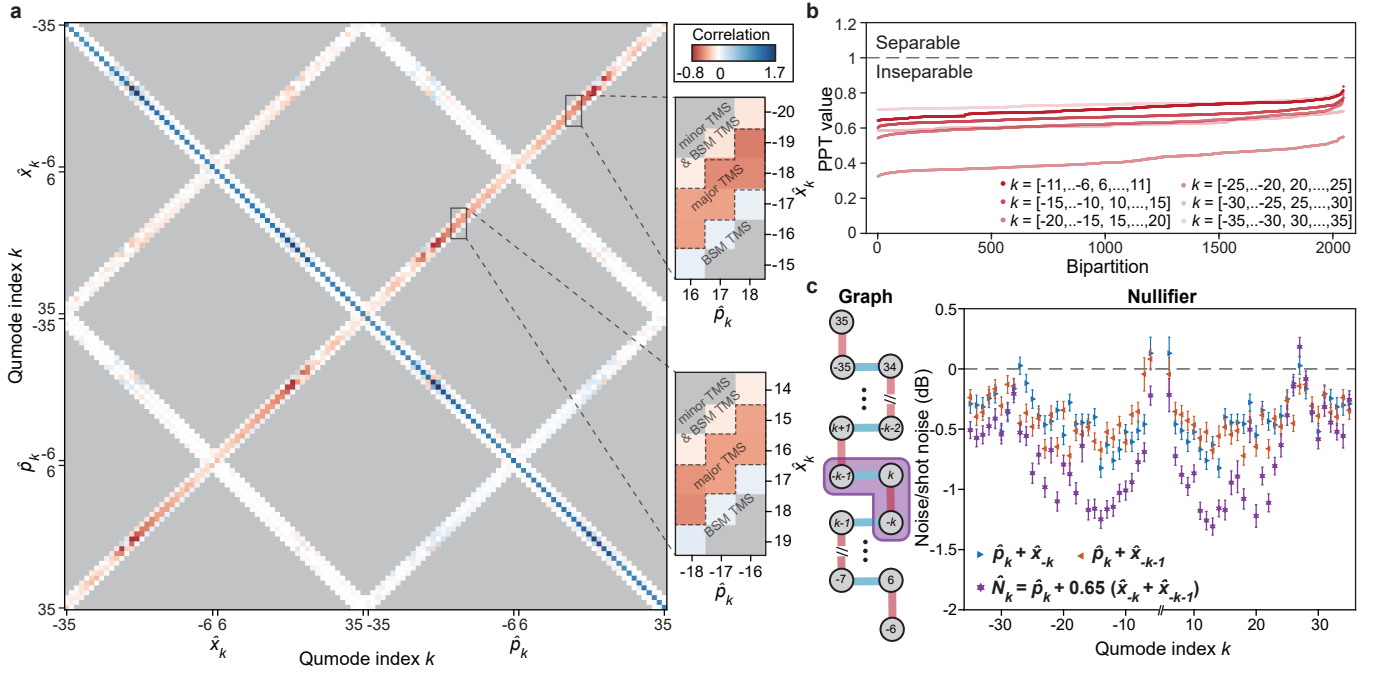 a
-35
-6
6
35
-35
-6
6
35
x̂k
p̂k
Qumode index k
-35
-6 6
35 -35
-6 6
35
x̂k
p̂k
Qumode index k
Correlation
-0.8 0 1.7
minor TMS
& BSM TMS
major TMS
BSM TMS
-20
-19
-18
-17
-16
-15
x̂k
16 17 18
p̂k
minor TMS
& BSM TMS
major TMS
BSM TMS
14
15
16
17
18
19
x̂k
-18 -17 -16
p̂k
b
1.2
1
0.8
0.6
0.4
0.2
0
PPT value
Separable
Inseparable
k = [-11,..-6, 6,...,11]
k = [-15,..-10, 10,...,15]
k = [-20,..-15, 15,...,20]
k = [-25,..-20, 20,...,25]
k = [-30,..-25, 25,...,30]
k = [-35,..-30, 30,...,35]
0 500 1000 1500 2000
Bipartition
c
Graph
35
-35 34
k+1 -k-2
-k-1 k
k-1 -k
-7 6
-6
Nullifier
0.5
0
-0.5
-1
-1.5
-2
Noise/shot noise (dB)
p̂k + x̂-k
p̂k + x̂-k-1
N̂k = p̂k + 0.65 (x̂-k + x̂-k-1)
-30 -20 -10 10 20 30
Qumode index k